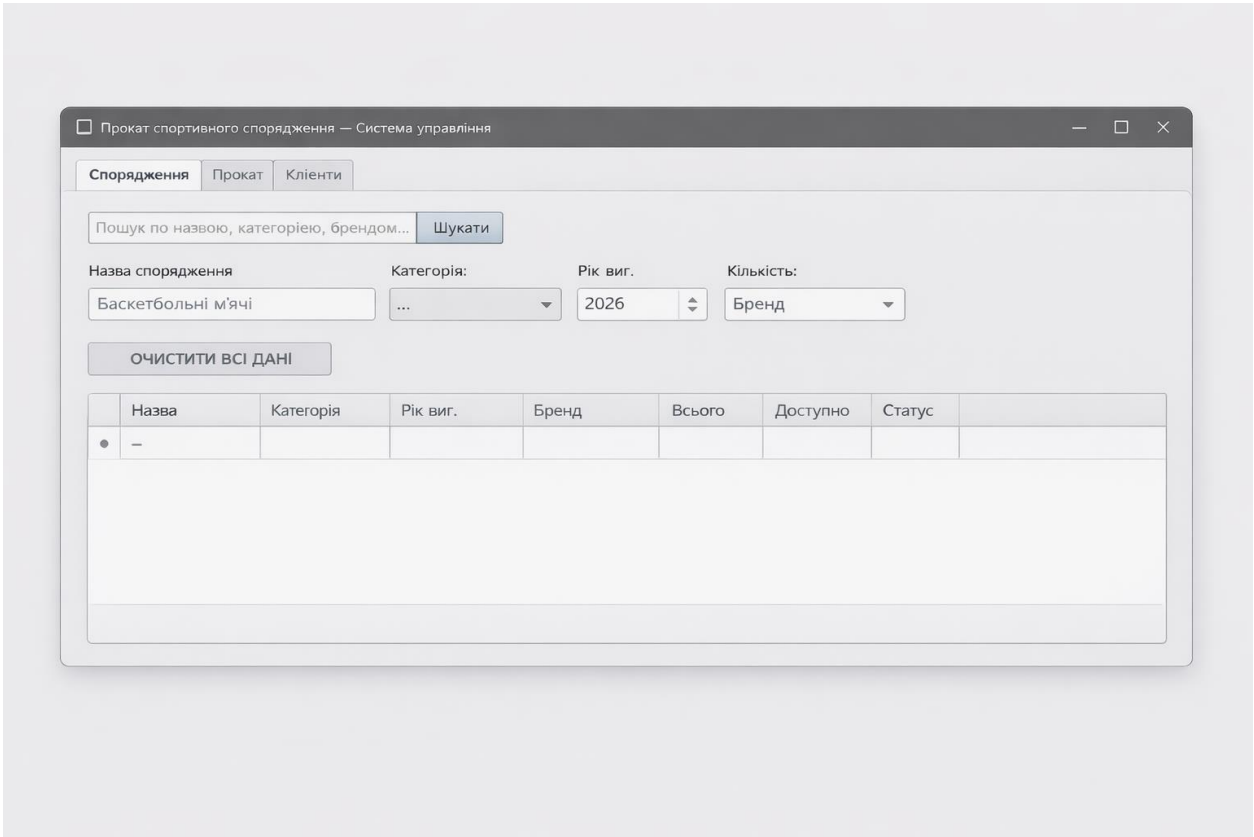 Прокат спортивного спорядження — Система управління
Спорядження Прокат Клієнти
Пошук по назвою, категорією, брендом... Шукати
Назва спорядження Категорія: Рік виг. Кількість:
Баскетбольні м'ячі ... 2026 Бренд
ОЧИСТИТИ ВСІ ДАНІ
Назва Категорія Рік виг. Бренд Всього Доступно Статус
–